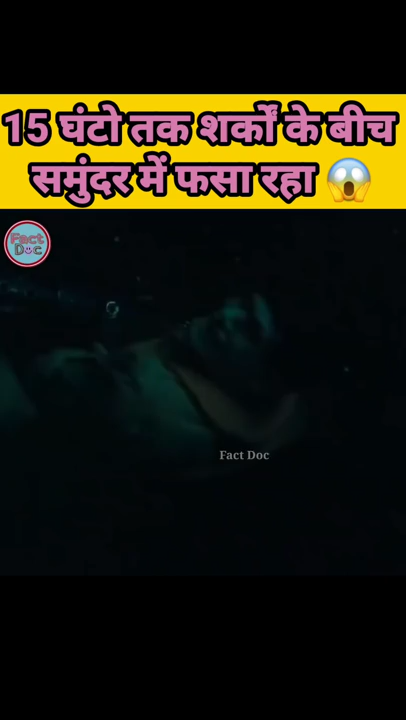 15 घंटो तक शर्कों के बीच
समुंदर में फसा रहा 😱
Fact
Doc
Fact Doc